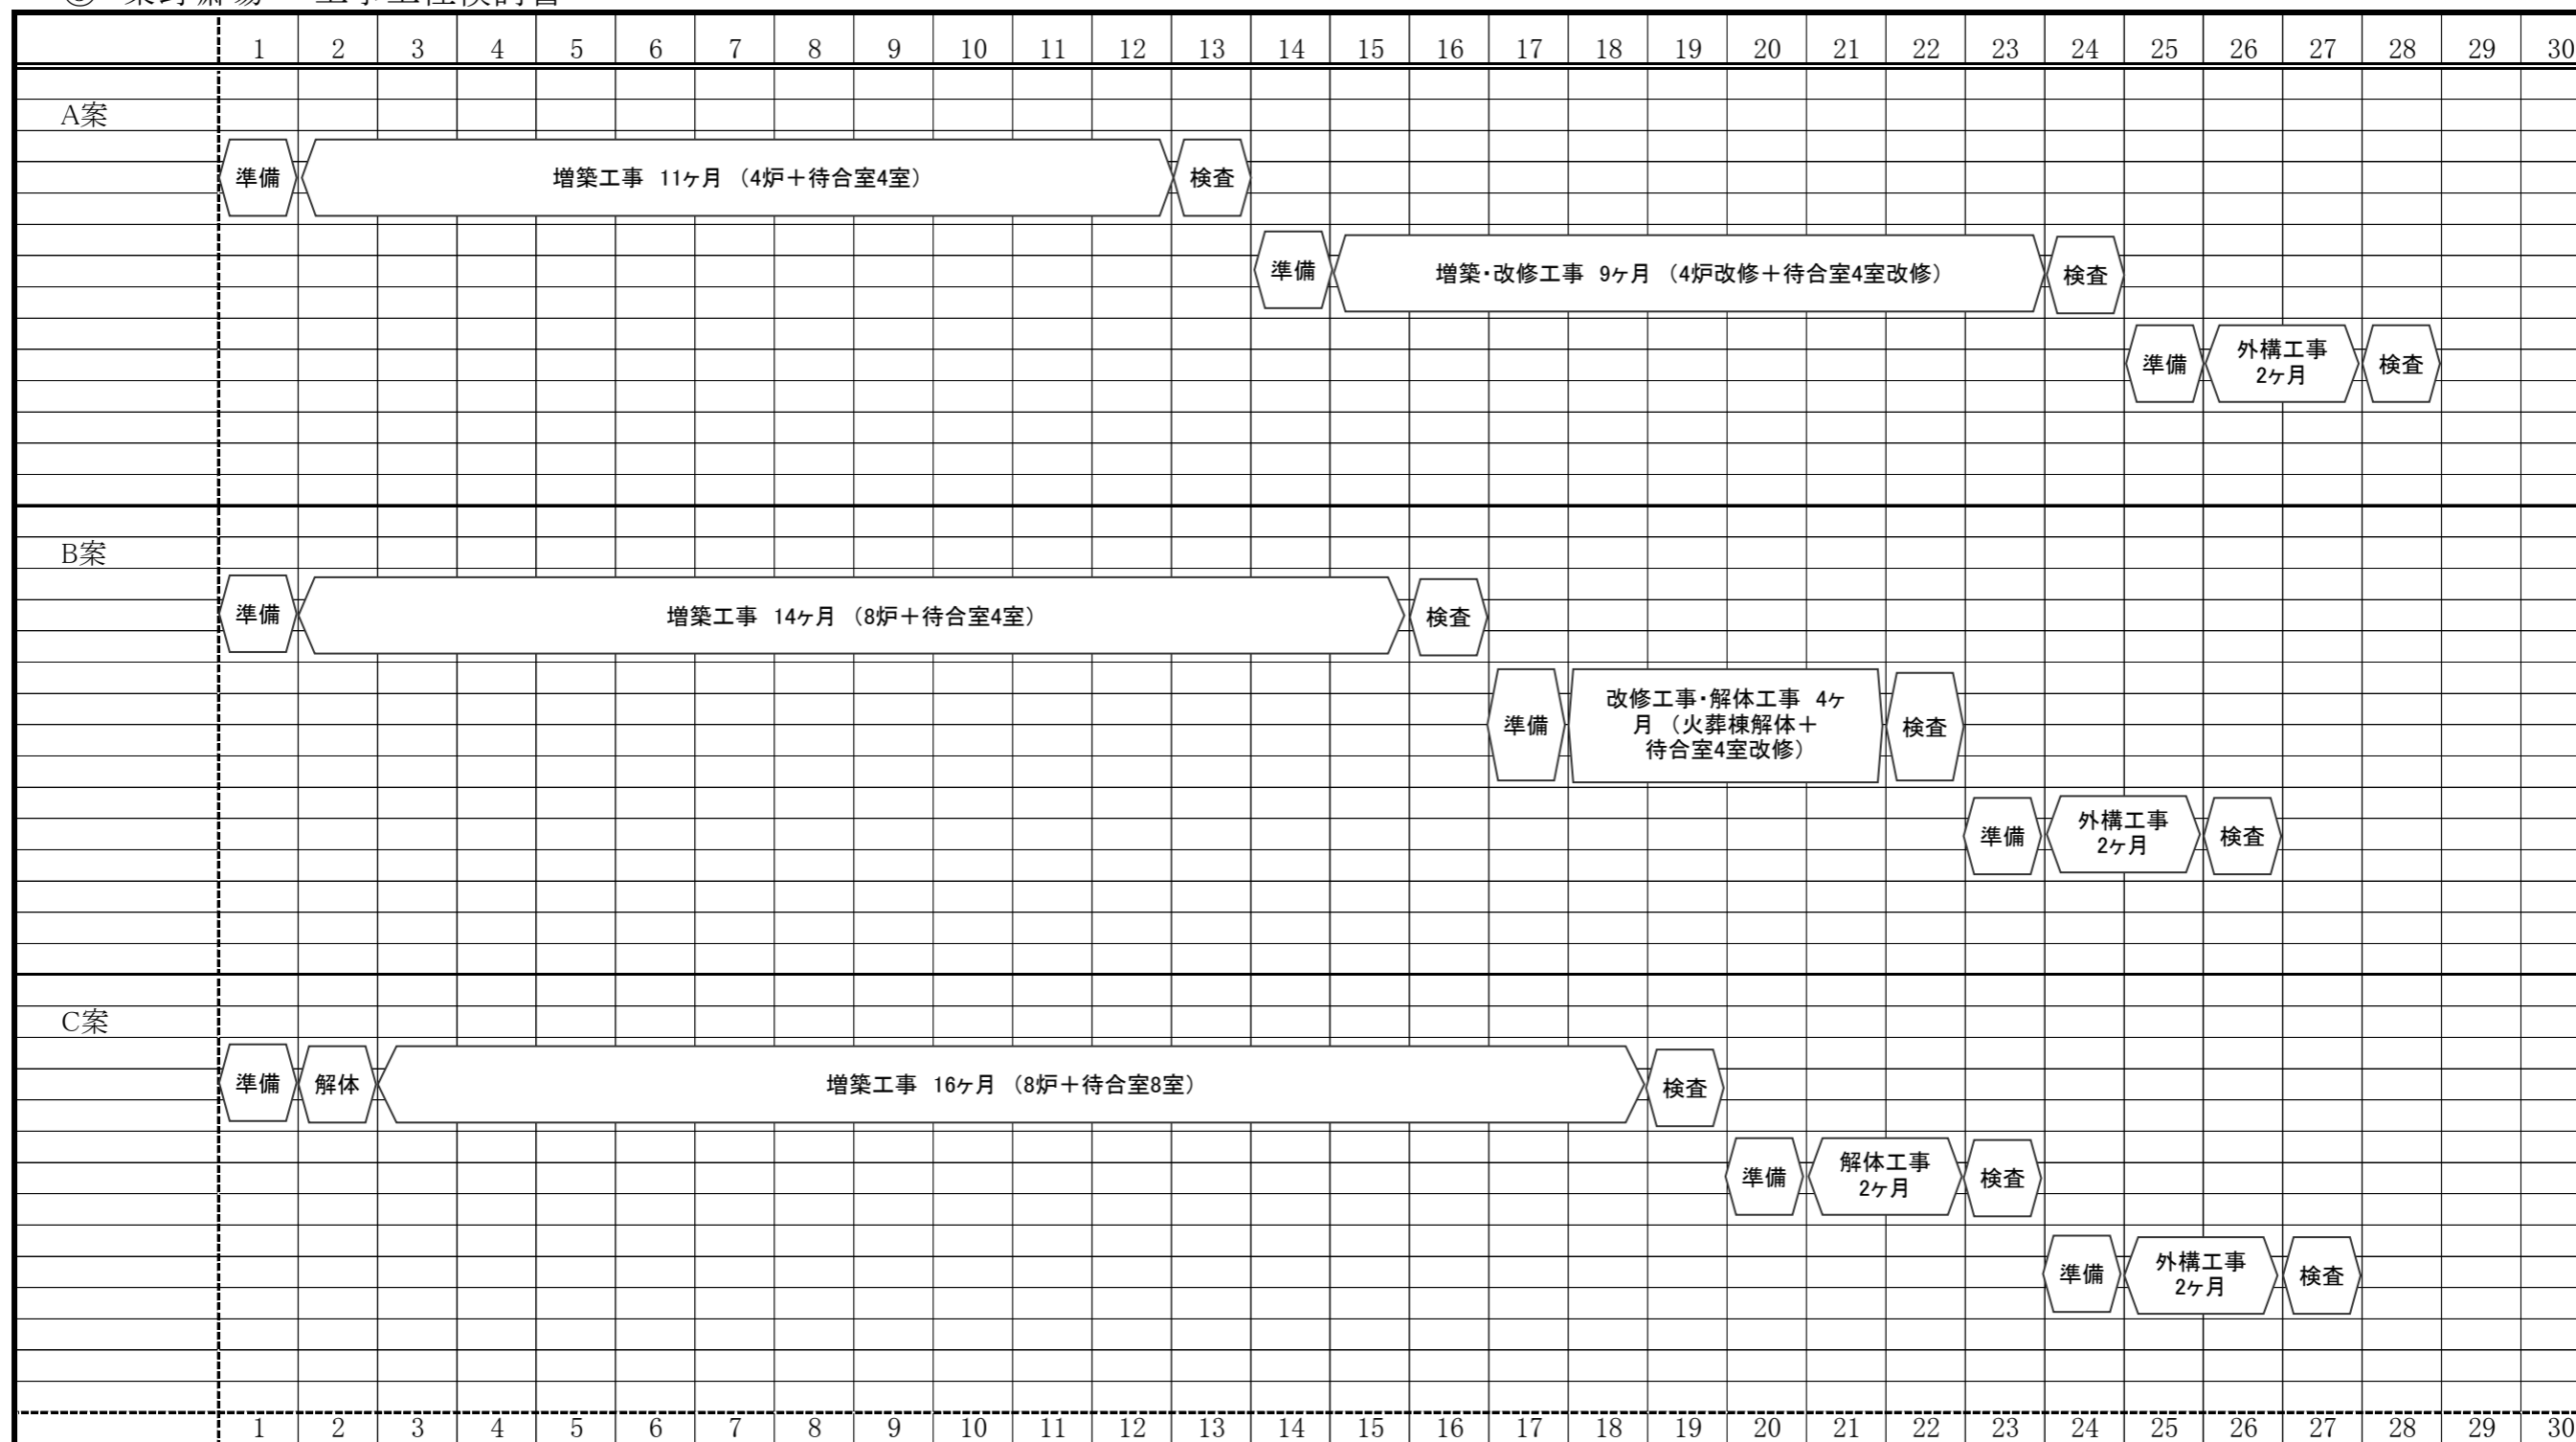 1 2 3 4 5 6 7 8 9 10 11 12 13 14 15 16 17 18 19 20 21 22 23 24 25 26 27 28 29 30
A案
準備 増築工事 11ヶ月 （4炉＋待合室4室） 検査
準備 増築・改修工事 9ヶ月 （4炉改修＋待合室4室改修） 検査
準備
外構工事
2ヶ月
検査
B案
準備 増築工事 14ヶ月 （8炉＋待合室4室） 検査
準備
改修工事・解体工事 4ヶ
月 （火葬棟解体＋
待合室4室改修）
検査
準備
外構工事
2ヶ月
検査
C案
準備 解体 増築工事 16ヶ月 （8炉＋待合室8室） 検査
準備
解体工事
2ヶ月
検査
準備
外構工事
2ヶ月
検査
1 2 3 4 5 6 7 8 9 10 11 12 13 14 15 16 17 18 19 20 21 22 23 24 25 26 27 28 29 30